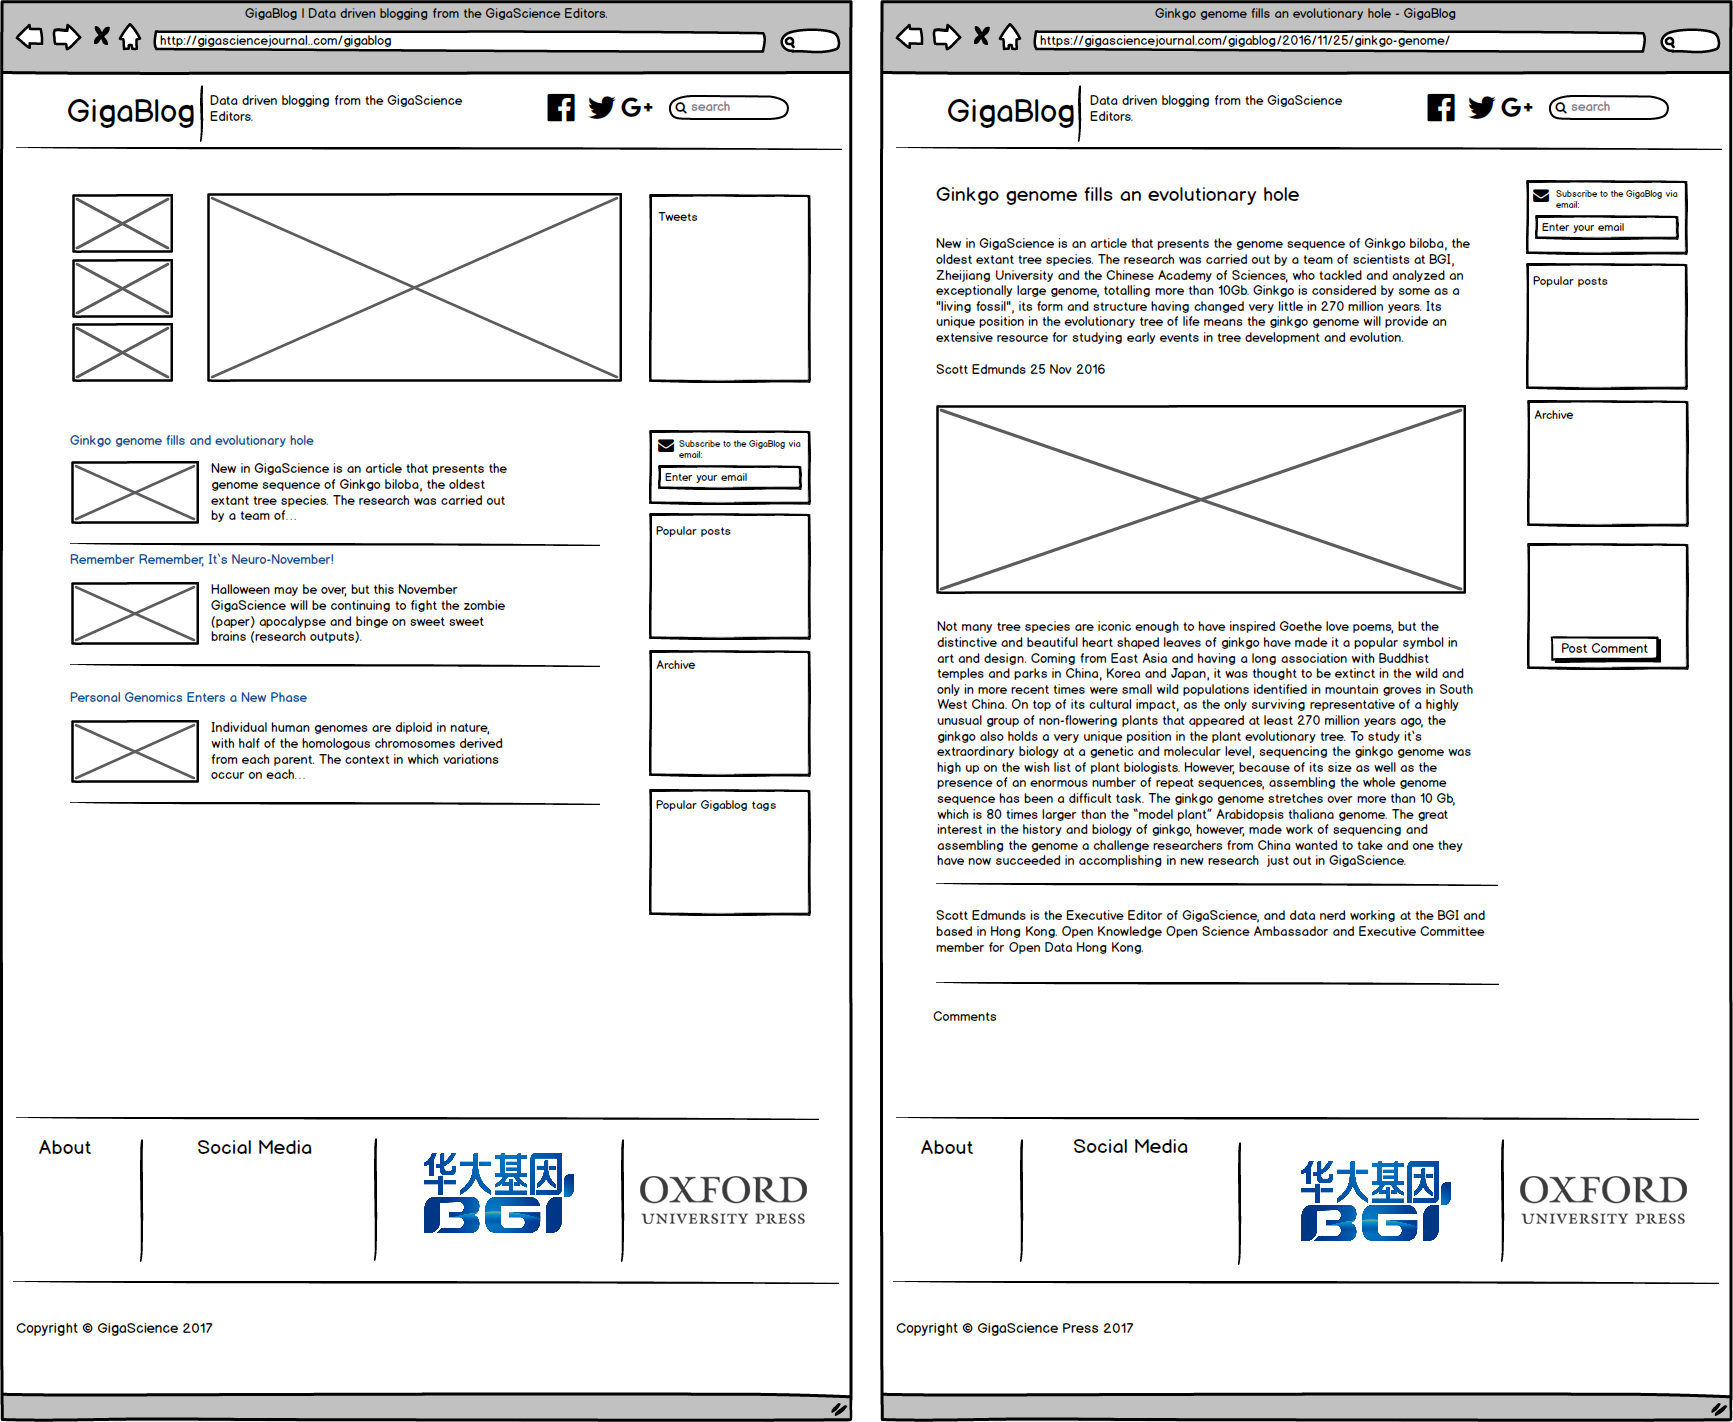 GigaBlog | Data driven blogging from the GigaScience Editors.
http://gigasciencejournal..com/gigablog
GigaBlog
Data driven blogging from the GigaScience
Editors.
G+
search
Tweets
Ginkgo genome fills and evolutionary hole
New in GigaScience is an article that presents the
genome sequence of Ginkgo biloba, the oldest
extant tree species. The research was carried out
by a team of...
Remember Remember, It`s Neuro-November!
Halloween may be over, but this November
GigaScience will be continuing to fight the zombie
(paper) apocalypse and binge on sweet sweet
brains (research outputs).
Personal Genomics Enters a New Phase
Individual human genomes are diploid in nature,
with half of the homologous chromosomes derived
from each parent. The context in which variations
occur on each...
Subscribe to the GigaBlog via
email:
Enter your email
Popular posts
Archive
Popular Gigablog tags
About
Social Media
华大基因
BGI
OXFORD
UNIVERSITY PRESS
Copyright © GigaScience 2017
Ginkgo genome fills an evolutionary hole - GigaBlog
https://gigasciencejournal.com/gigablog/2016/11/25/ginkgo-genome/
GigaBlog
Data driven blogging from the GigaScience
Editors.
G+
search
Ginkgo genome fills an evolutionary hole
New in GigaScience is an article that presents the genome sequence of Ginkgo biloba, the
oldest extant tree species. The research was carried out by a team of scientists at BGI,
Zheijiang University and the Chinese Academy of Sciences, who tackled and analyzed an
exceptionally large genome, totalling more than 10Gb. Ginkgo is considered by some as a
"living fossil", its form and structure having changed very little in 270 million years. Its
unique position in the evolutionary tree of life means the ginkgo genome will provide an
extensive resource for studying early events in tree development and evolution.
Scott Edmunds 25 Nov 2016
Not many tree species are iconic enough to have inspired Goethe love poems, but the
distinctive and beautiful heart shaped leaves of ginkgo have made it a popular symbol in
art and design. Coming from East Asia and having a long association with Buddhist
temples and parks in China, Korea and Japan, it was thought to be extinct in the wild and
only in more recent times were small wild populations identified in mountain groves in South
West China. On top of its cultural impact, as the only surviving representative of a highly
unusual group of non-flowering plants that appeared at least 270 million years ago, the
ginkgo also holds a very unique position in the plant evolutionary tree. To study it`s
extraordinary biology at a genetic and molecular level, sequencing the ginkgo genome was
high up on the wish list of plant biologists. However, because of its size as well as the
presence of an enormous number of repeat sequences, assembling the whole genome
sequence has been a difficult task. The ginkgo genome stretches over more than 10 Gb,
which is 80 times larger than the “model plant” Arabidopsis thaliana genome. The great
interest in the history and biology of ginkgo, however, made work of sequencing and
assembling the genome a challenge researchers from China wanted to take and one they
have now succeeded in accomplishing in new research  just out in GigaScience.
Scott Edmunds is the Executive Editor of GigaScience, and data nerd working at the BGI and
based in Hong Kong. Open Knowledge Open Science Ambassador and Executive Committee
member for Open Data Hong Kong.
Comments
Subscribe to the GigaBlog via
email:
Enter your email
Popular posts
Archive
Post Comment
About
Social Media
华大基因
BGI
OXFORD
UNIVERSITY PRESS
Copyright © GigaScience Press 2017